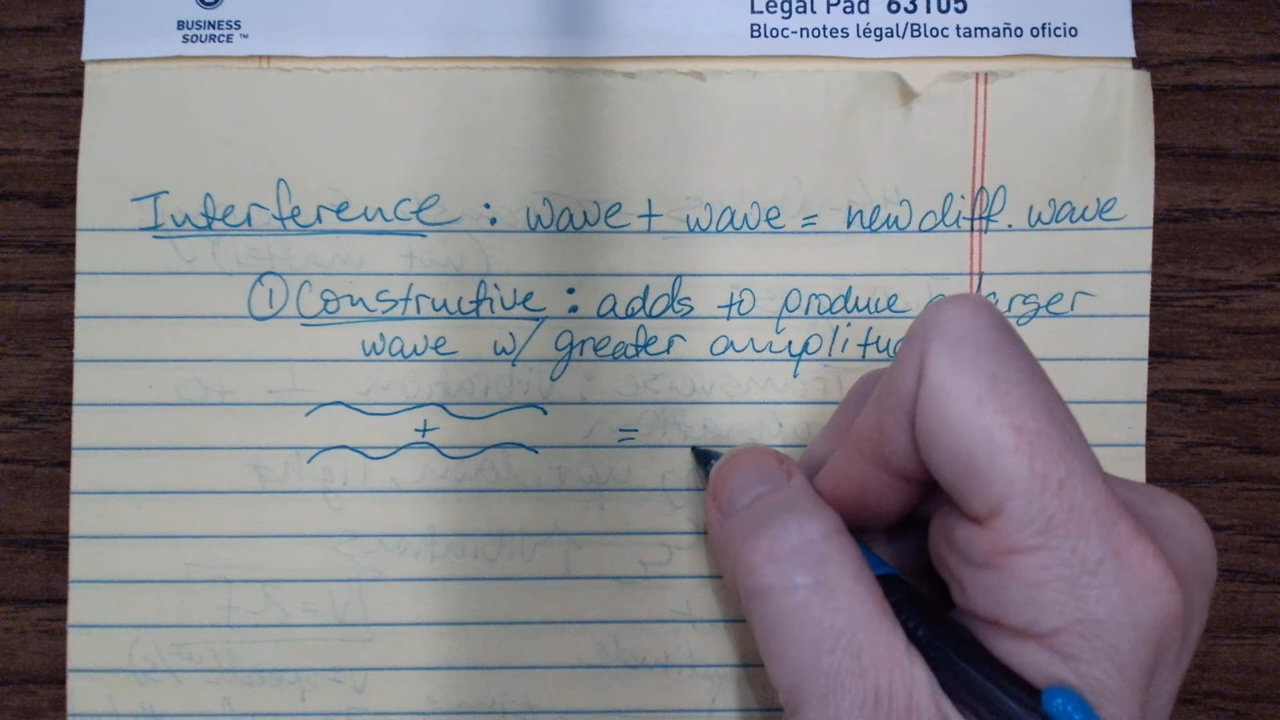 BUSINESS
SOURCE ™
Legal Pad 63105
Bloc-notes légal/Bloc tamaño oficio
Interference : wave + wave = new diff. wave
① Constructive : adds to produce
wave w/ greater
+ =